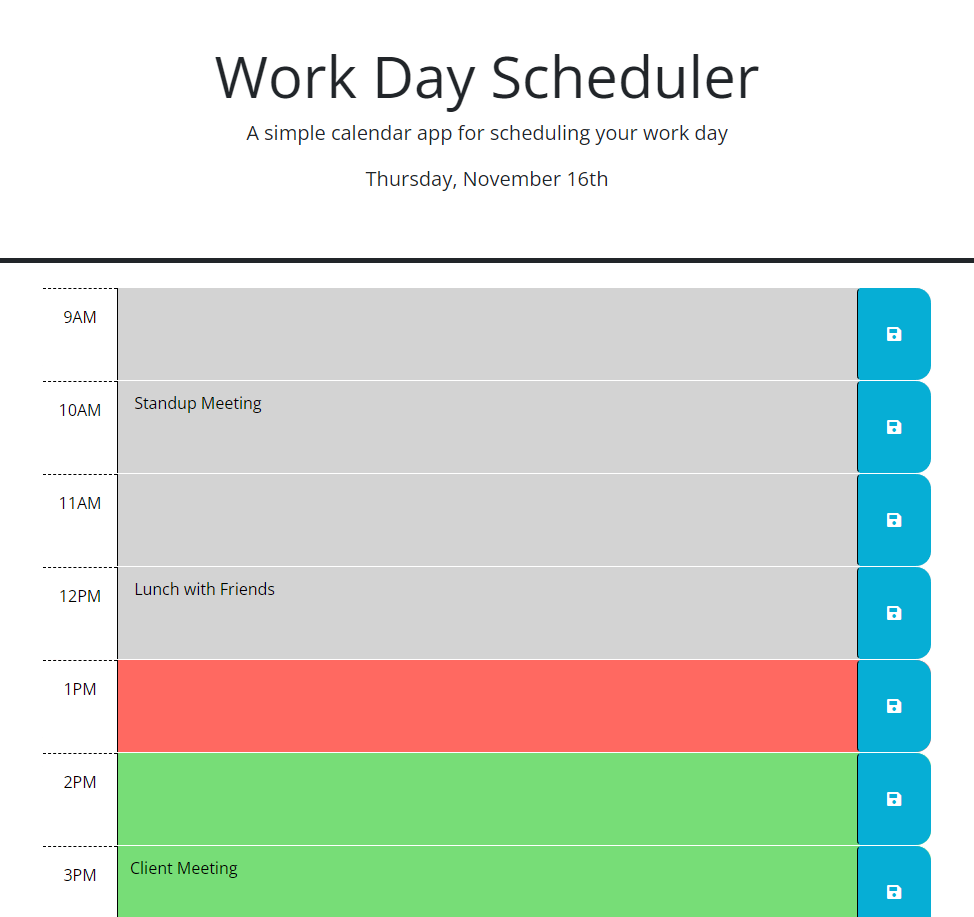 Work Day Scheduler
A simple calendar app for scheduling your work day
Thursday, November 16th
9AM
10AM Standup Meeting
11AM
12PM Lunch with Friends
1PM
2PM
3PM Client Meeting